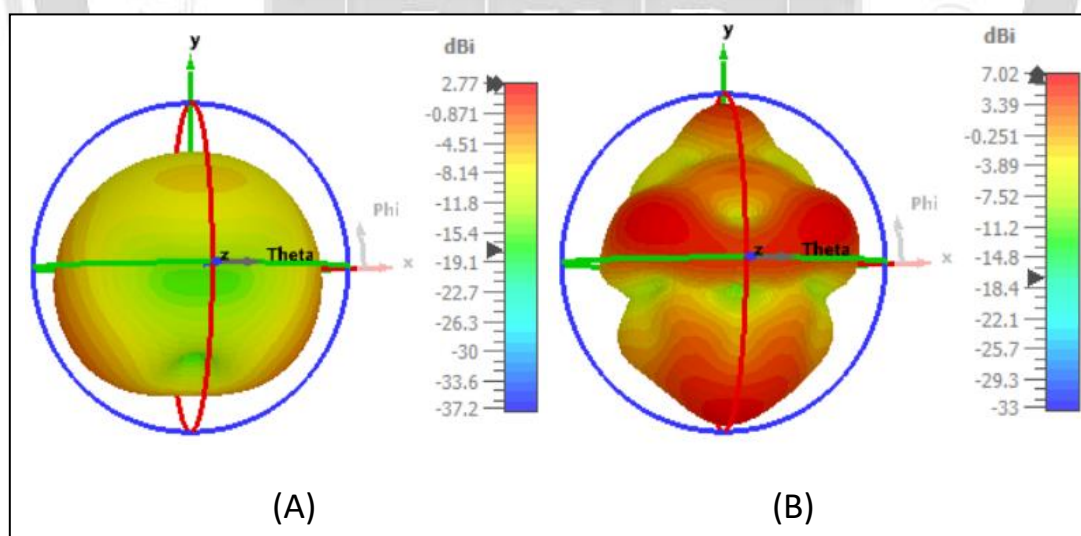 y
dBi
2.77
-0.871
-4.51
-8.14
-11.8
-15.4
-19.1
-22.7
-26.3
-30
-33.6
-37.2
Phi
z
Theta
x
(A)
y
dBi
7.02
3.39
-0.251
-3.89
-7.52
-11.2
-14.8
-18.4
-22.1
-25.7
-29.3
-33
Phi
z
Theta
x
(B)